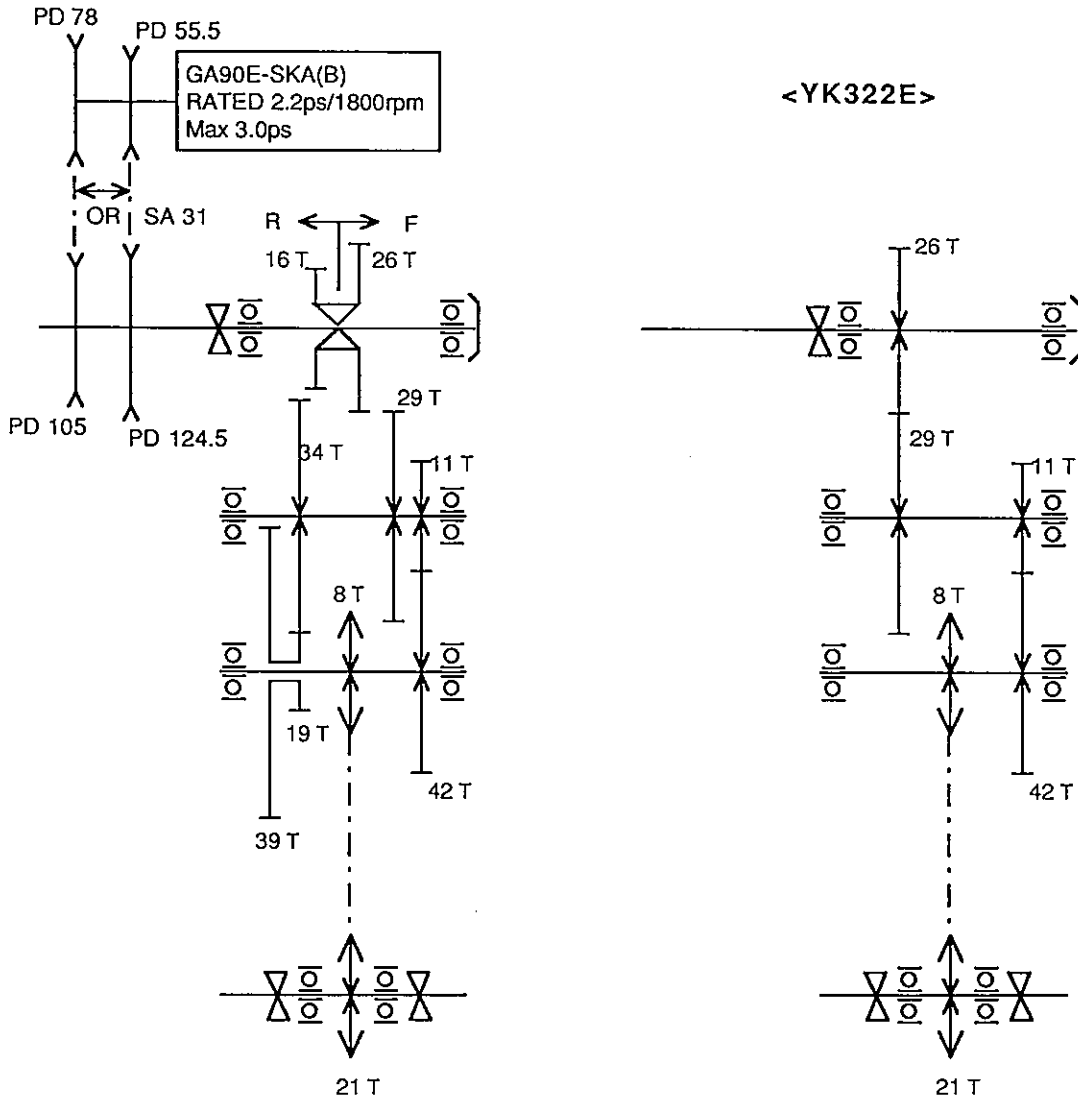 PD 78
PD 55.5
GA90E-SKA(B)
RATED 2.2ps/1800rpm
Max 3.0ps
<YK322E>
OR
SA 31
R
F
16 T
26 T
PD 105
PD 124.5
34 T
29 T
11 T
8 T
19 T
42 T
39 T
21 T
26 T
29 T
11 T
8 T
42 T
21 T